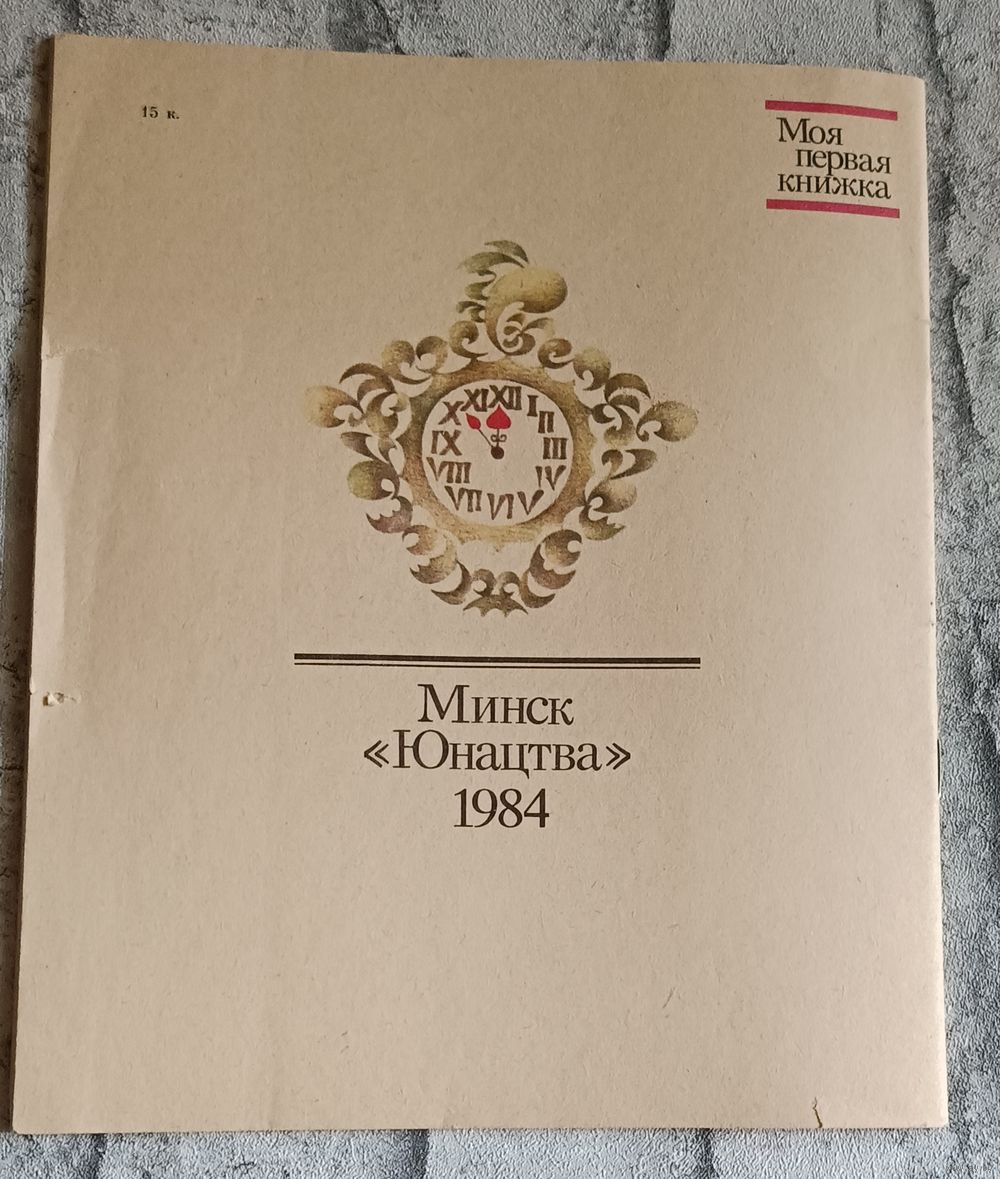 15 к.
Моя
первая
книжка
XII
I
II
III
IV
V
VI
VII
VIII
IX
X
XI
Минск
«Юнацтва»
1984